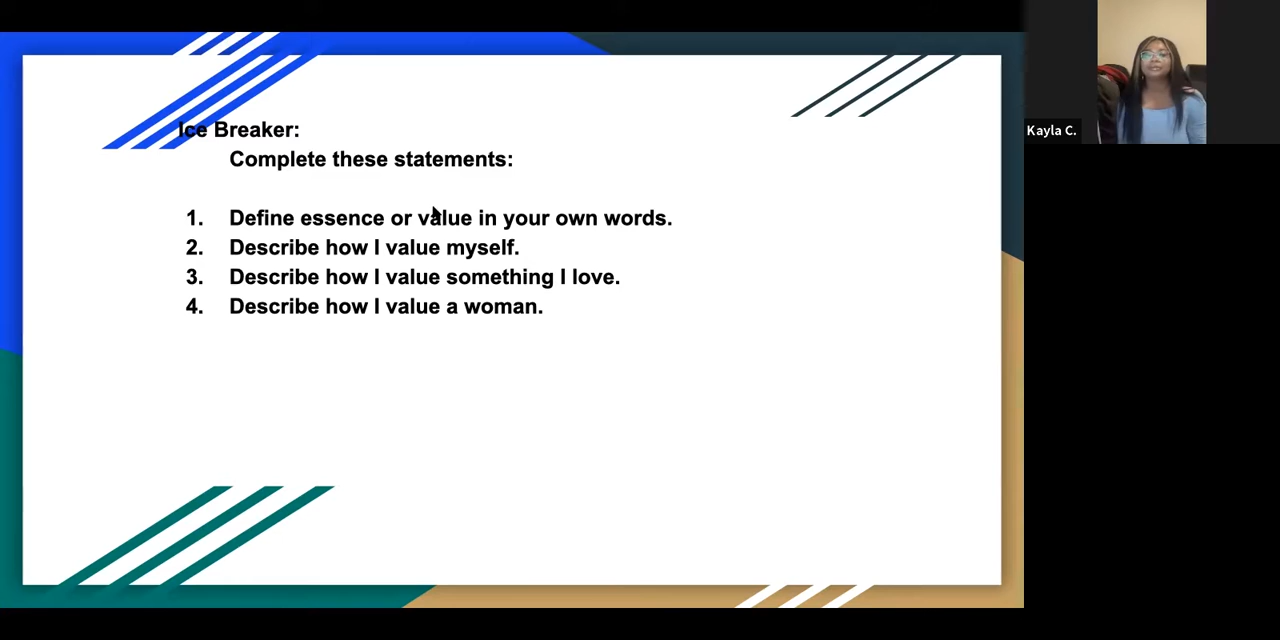 Ice Breaker:
Complete these statements:
1. Define essence or value in your own words.
2. Describe how I value myself.
3. Describe how I value something I love.
4. Describe how I value a woman.
Kayla C.